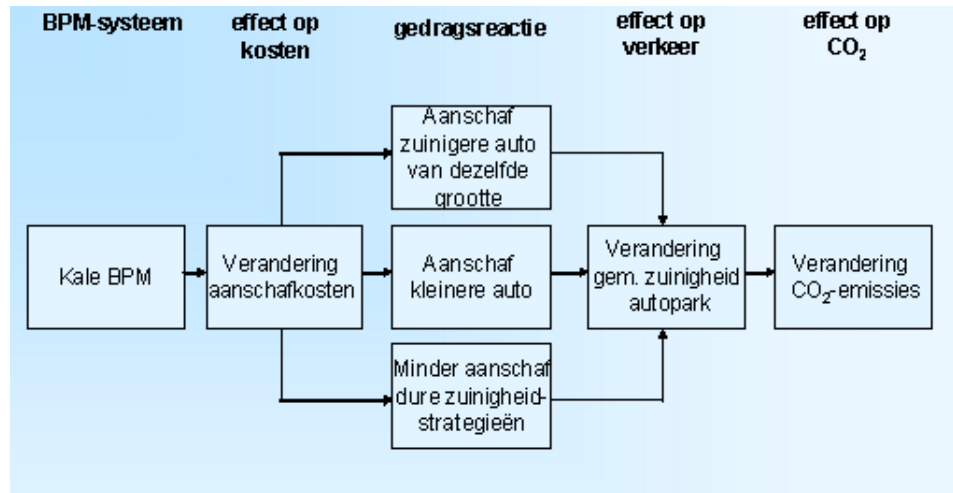 BPM-systeem
effect op
kosten
gedragsreactie
effect op
verkeer
effect op
CO₂
Aanschaf
zuinigere auto
van dezelfde
grootte
Kale BPM
Verandering
aanschafkosten
Aanschaf
kleinere auto
Verandering
gem. zuinigheid
autopark
Verandering
CO₂-emissies
Minder aanschaf
dure zuinigheid-
strategieën